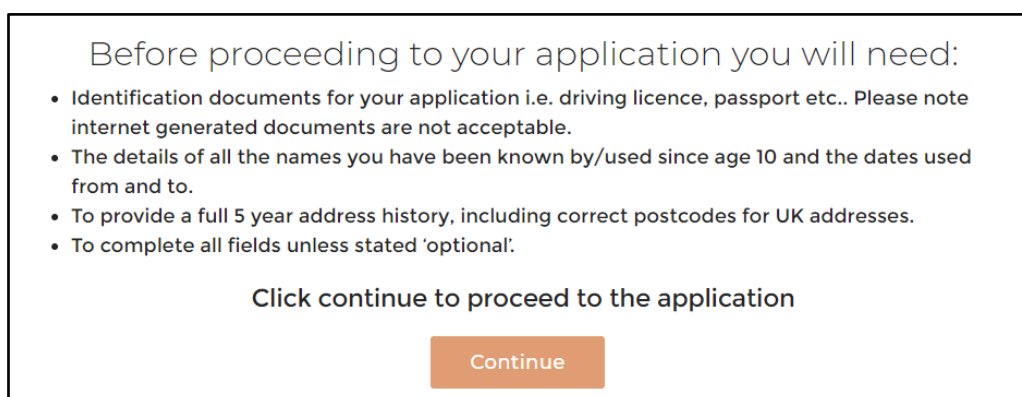 Before proceeding to your application you will need:
• Identification documents for your application i.e. driving licence, passport etc.. Please note
internet generated documents are not acceptable.
• The details of all the names you have been known by/used since age 10 and the dates used
from and to.
• To provide a full 5 year address history, including correct postcodes for UK addresses.
• To complete all fields unless stated ‘optional’.
Click continue to proceed to the application
Continue